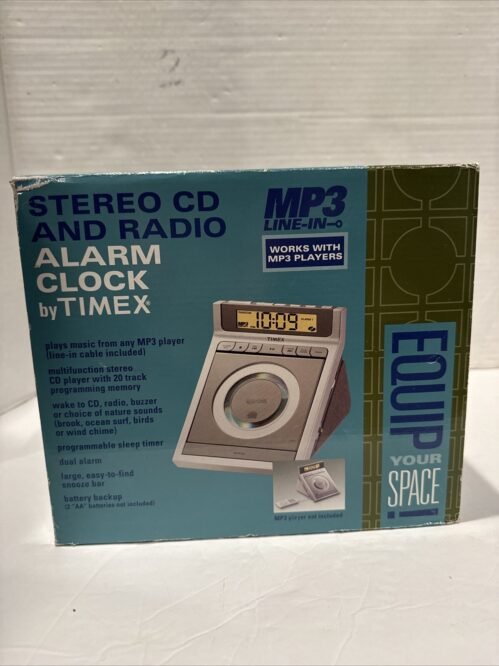 STEREO CD
AND RADIO
ALARM
CLOCK
by TIMEX
MP3
LINE-IN
WORKS WITH
MP3 PLAYERS
plays music from any MP3 player
(line-in cable included)
multifunction stereo
CD player with 20 track
programming memory
wake to CD, radio, buzzer
or choice of nature sounds
(brook, ocean surf, birds
or wind chime)
programmable sleep timer
dual alarm
large, easy-to-find
snooze bar
battery backup
(2 "AA" batteries not included)
10:09
TIMEX
MP3 player not included
EQUIP
YOUR
SPACE!